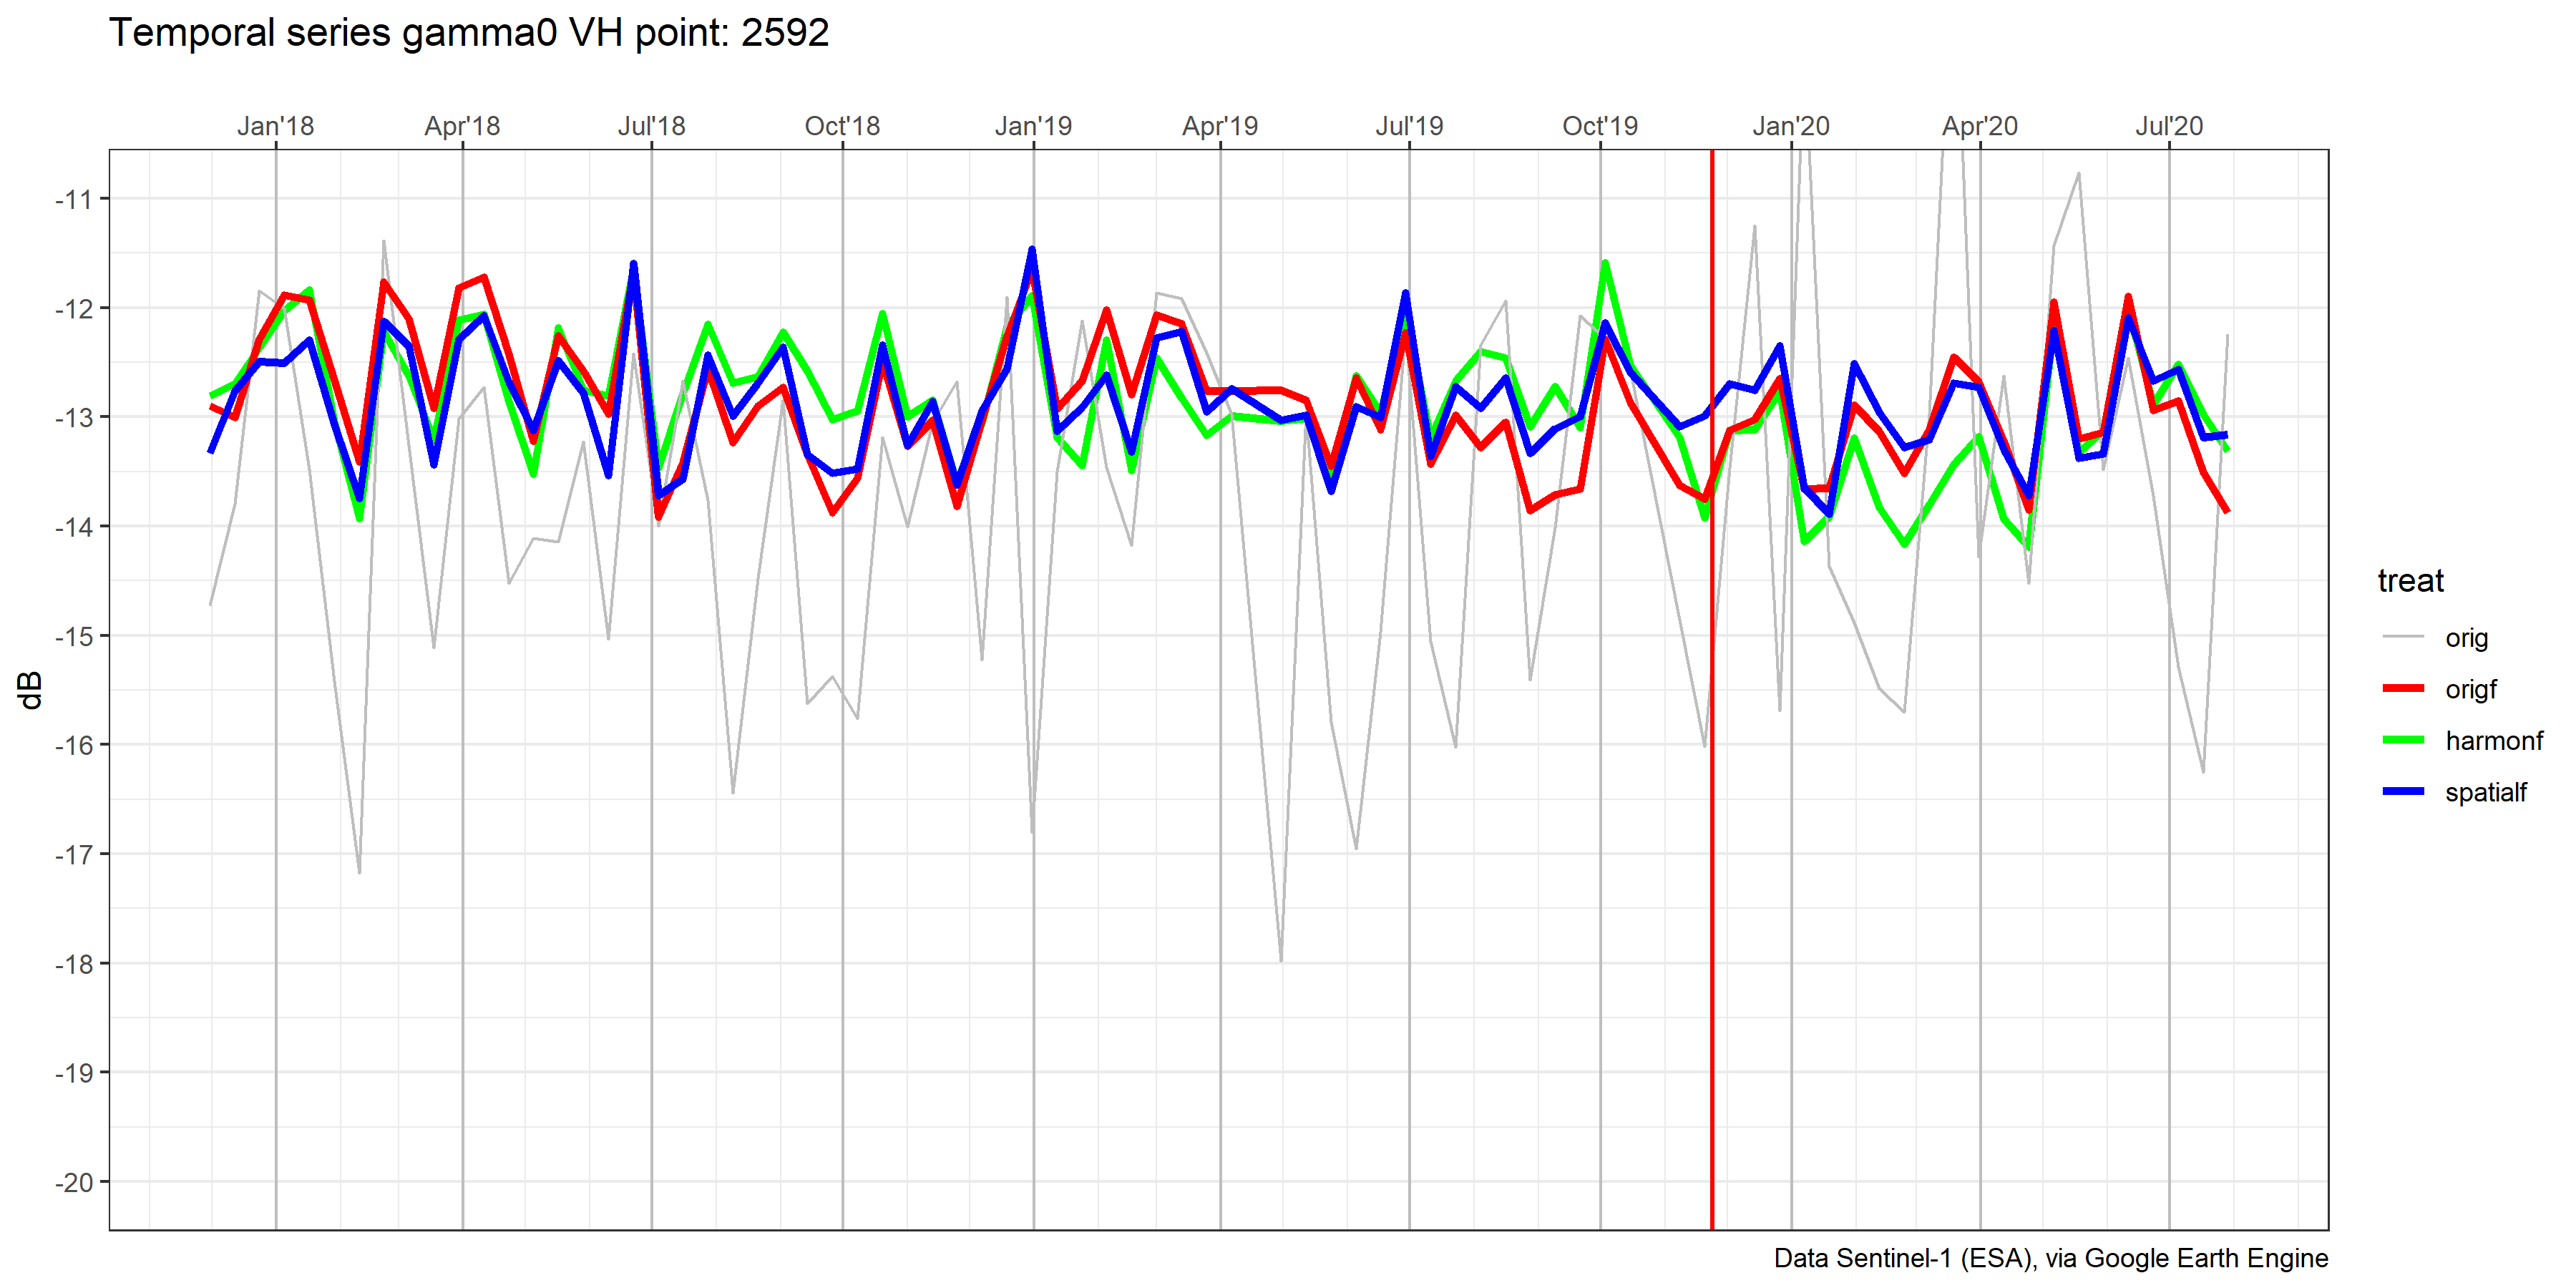 Temporal series gamma0 VH point: 2592
Jan'18 Apr'18 Jul'18 Oct'18 Jan'19 Apr'19 Jul'19 Oct'19 Jan'20 Apr'20 Jul'20
-11
-12
-13
-14
-15
-16
-17
-18
-19
-20
dB
treat
orig
origf
harmonf
spatialf
Data Sentinel-1 (ESA), via Google Earth Engine